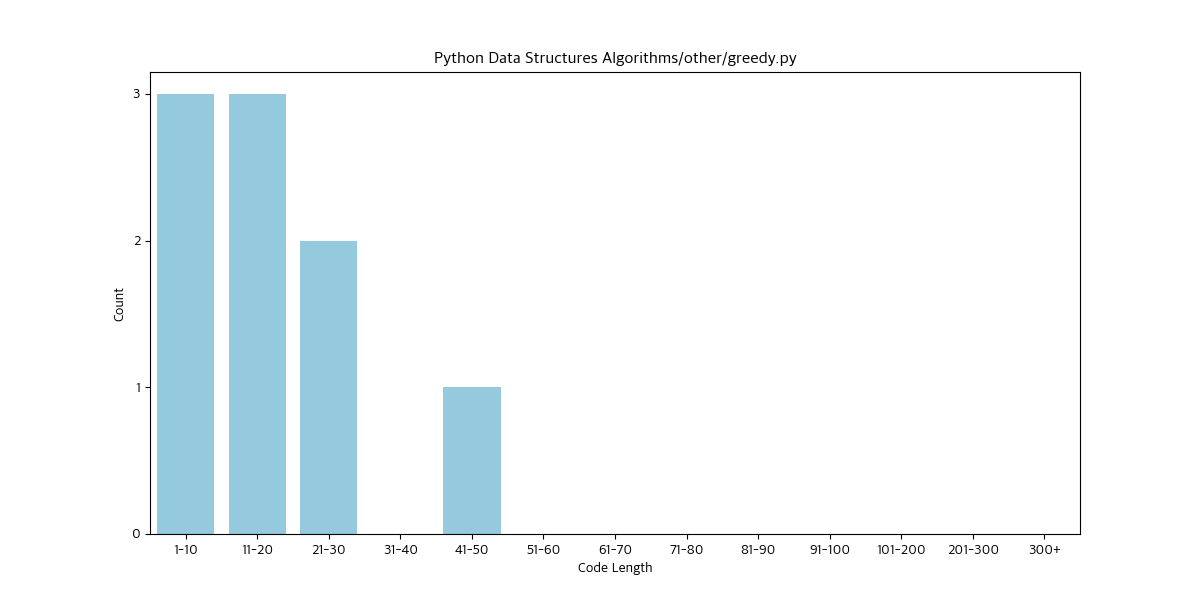 Python Data Structures Algorithms/other/greedy.py
3
2
1
0
Count
1-10 11-20 21-30 31-40 41-50 51-60 61-70 71-80 81-90 91-100 101-200 201-300 300+
Code Length